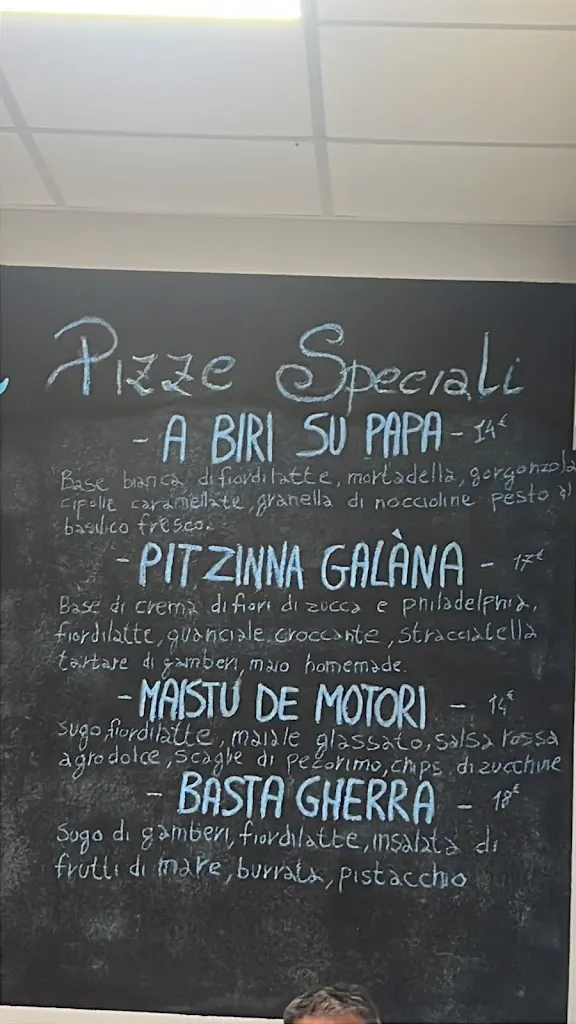 Pizze Speciali
- A BIRI SU PAPA - 14€
Base bianca di fiordilatte, mortadella, gorgonzola
cipolle caramellate, granella di noccioline pesto al
basilico fresco.
- PITZINNA GALÀNA - 17€
Base di crema di fiori di zucca e philadelphia,
fiordilatte, guanciale croccante, stracciatella
tartare di gamberi, maio homemade.
- MAISTU DE MOTORI - 14€
Sugo, fiordilatte, maiale glassato, salsa rossa
agrodolce, scaglie di pecorimo, chips di zucchine
- BASTA GHERRA - 18€
Sugo di gamberi, fiordilatte, insalata di
frutti di mare, burrata, pistacchio